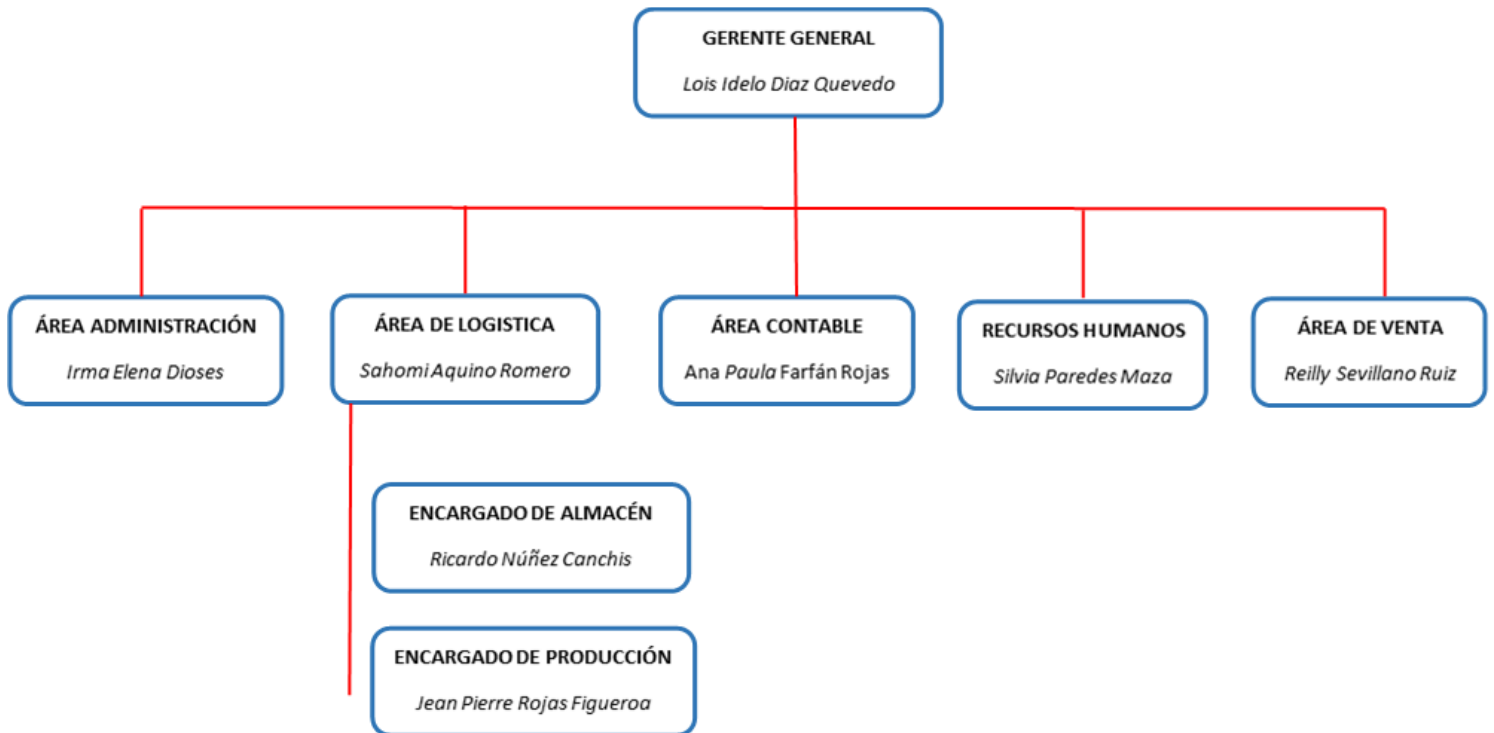 GERENTE GENERAL
Lois Idelo Diaz Quevedo
ÁREA ADMINISTRACIÓN
Irma Elena Dioses
ÁREA DE LOGISTICA
Sahomi Aquino Romero
ÁREA CONTABLE
Ana Paula Farfán Rojas
RECURSOS HUMANOS
Silvia Paredes Maza
ÁREA DE VENTA
Reilly Sevillano Ruiz
ENCARGADO DE ALMACÉN
Ricardo Núñez Canchis
ENCARGADO DE PRODUCCIÓN
Jean Pierre Rojas Figueroa